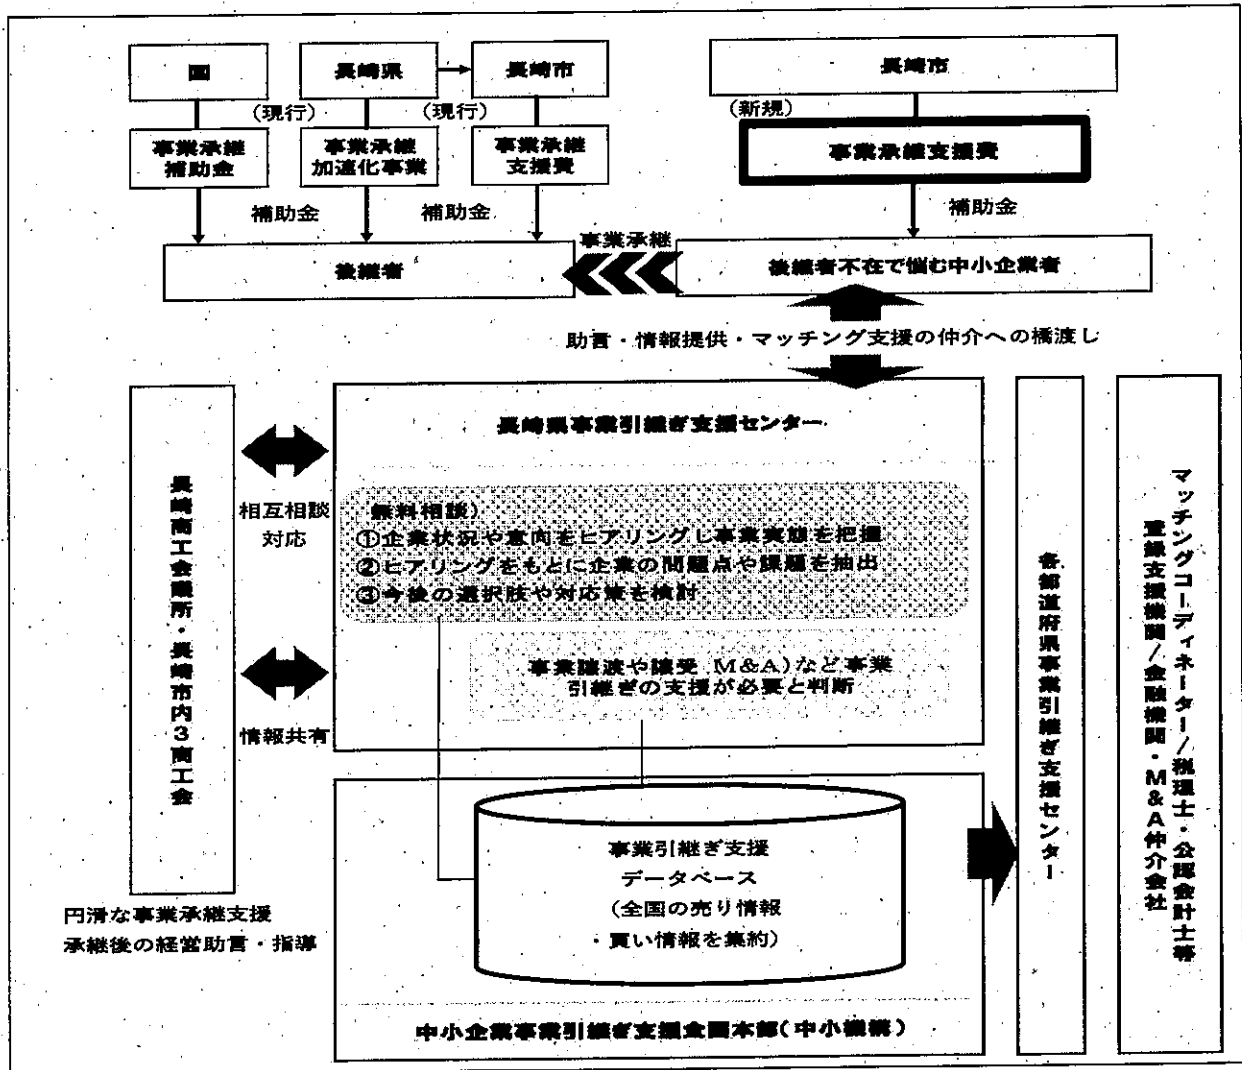 国
長崎県
長崎市
長崎市
(現行)
(現行)
(新規)
事業承継
補助金
事業承継
加速化事業
事業承継
支援費
事業承継支援費
補助金
補助金
補助金
後継者
事業承継
後継者不在で悩む中小企業者
助言・情報提供・マッチング支援の仲介への橋渡し
長崎商工会議所・長崎市内3商工会
相互相談
対応
情報共有
円滑な事業承継支援
承継後の経営助言・指導
長崎県事業引継ぎ支援センター
無料相談)
①企業状況や意向をヒアリングし事業実態を把握
②ヒアリングをもとに企業の問題点や課題を抽出
③今後の選択肢や対応策を検討
事業譲渡や譲受 M&A)など事業
引継ぎの支援が必要と判断
事業引継ぎ支援
データベース
(全国の売り情報
・買い情報を集約)
中小企業事業引継ぎ支援全国本部(中小機構)
各都道府県事業引継ぎ支援センター
マッチングコーディネーター/税理士・公認会計士等
登録支援機関/金融機関・M&A仲介会社